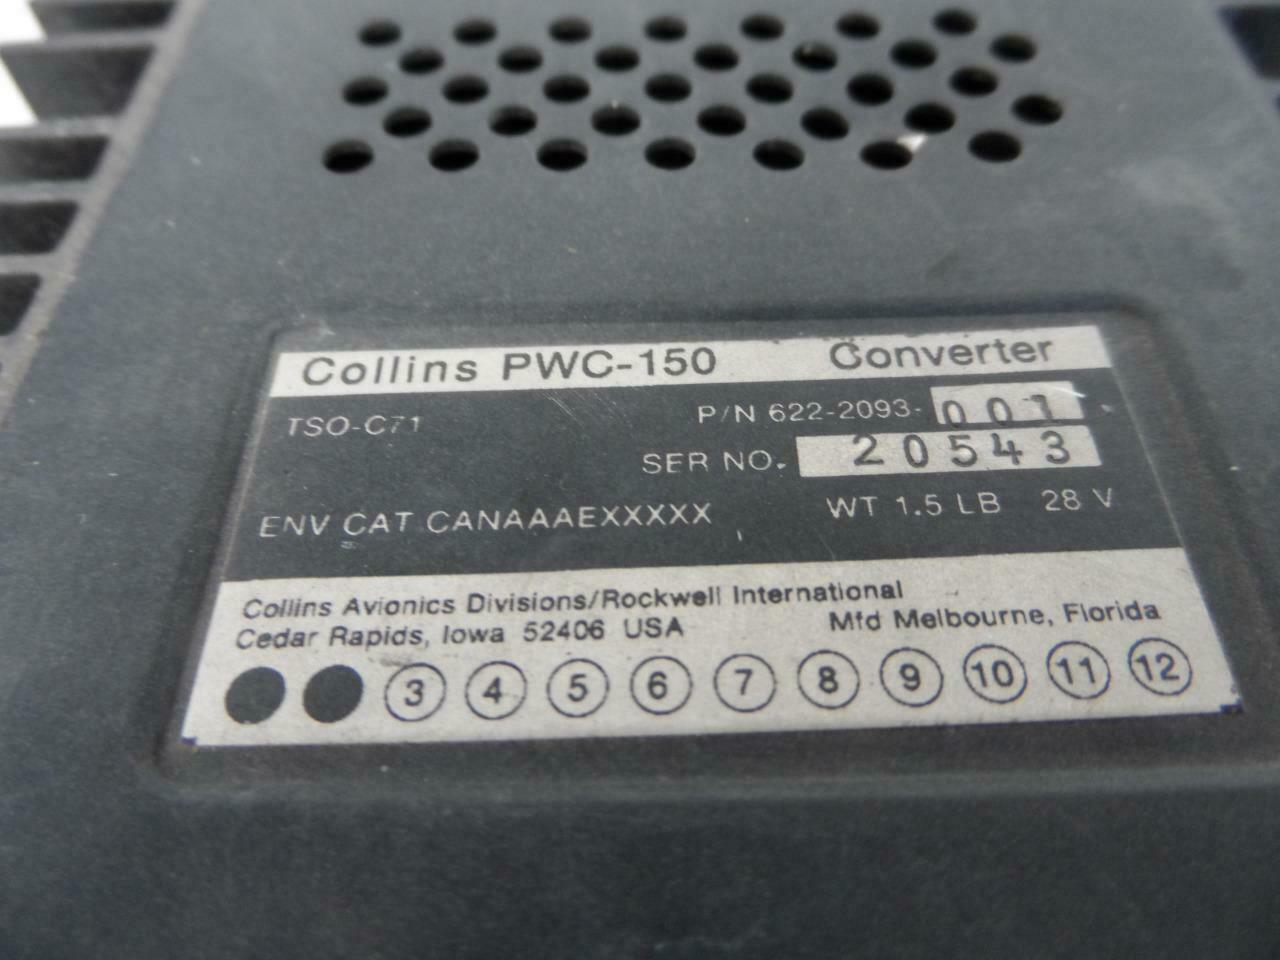 Collins PWC-150 Converter
TSO-C71 P/N 622-2093-001
SER NO. 20543
ENV CAT CANAAAEXXXXX WT 1.5 LB 28 V
Collins Avionics Divisions/Rockwell International
Cedar Rapids, Iowa 52406 USA Mfd Melbourne, Florida
3 4 5 6 7 8 9 10 11 12